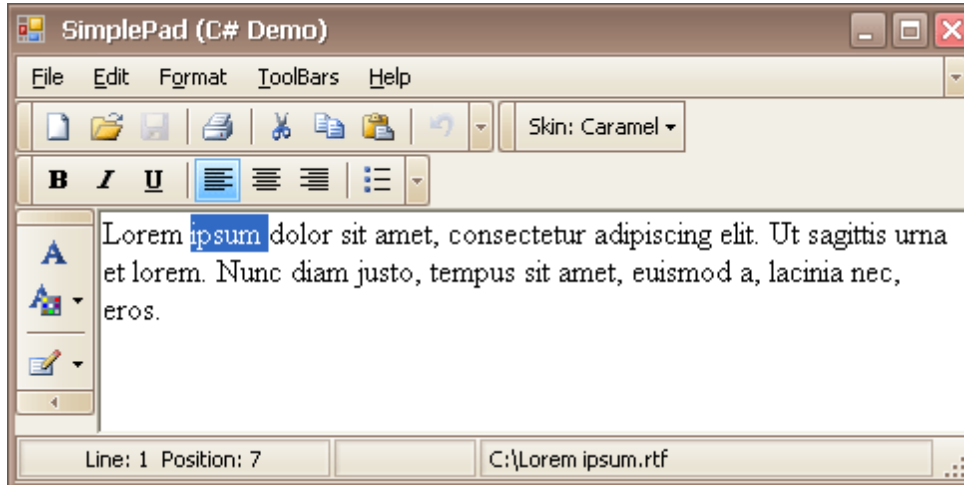 SimplePad (C# Demo)
File Edit Format ToolBars Help
Skin: Caramel
B I U
Lorem ipsum dolor sit amet, consectetur adipiscing elit. Ut sagittis urna
A
et lorem. Nunc diam justo, tempus sit amet, euismod a, lacinia nec,
A
eros.
Line: 1 Position: 7 C:\Lorem ipsum.rtf